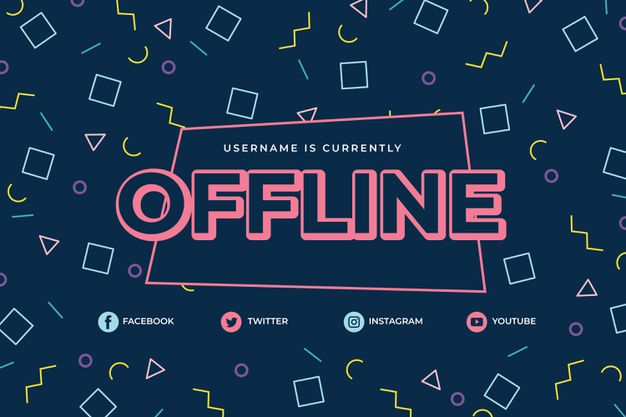 USERNAME IS CURRENTLY
OFFLINE
FACEBOOK TWITTER INSTAGRAM YOUTUBE